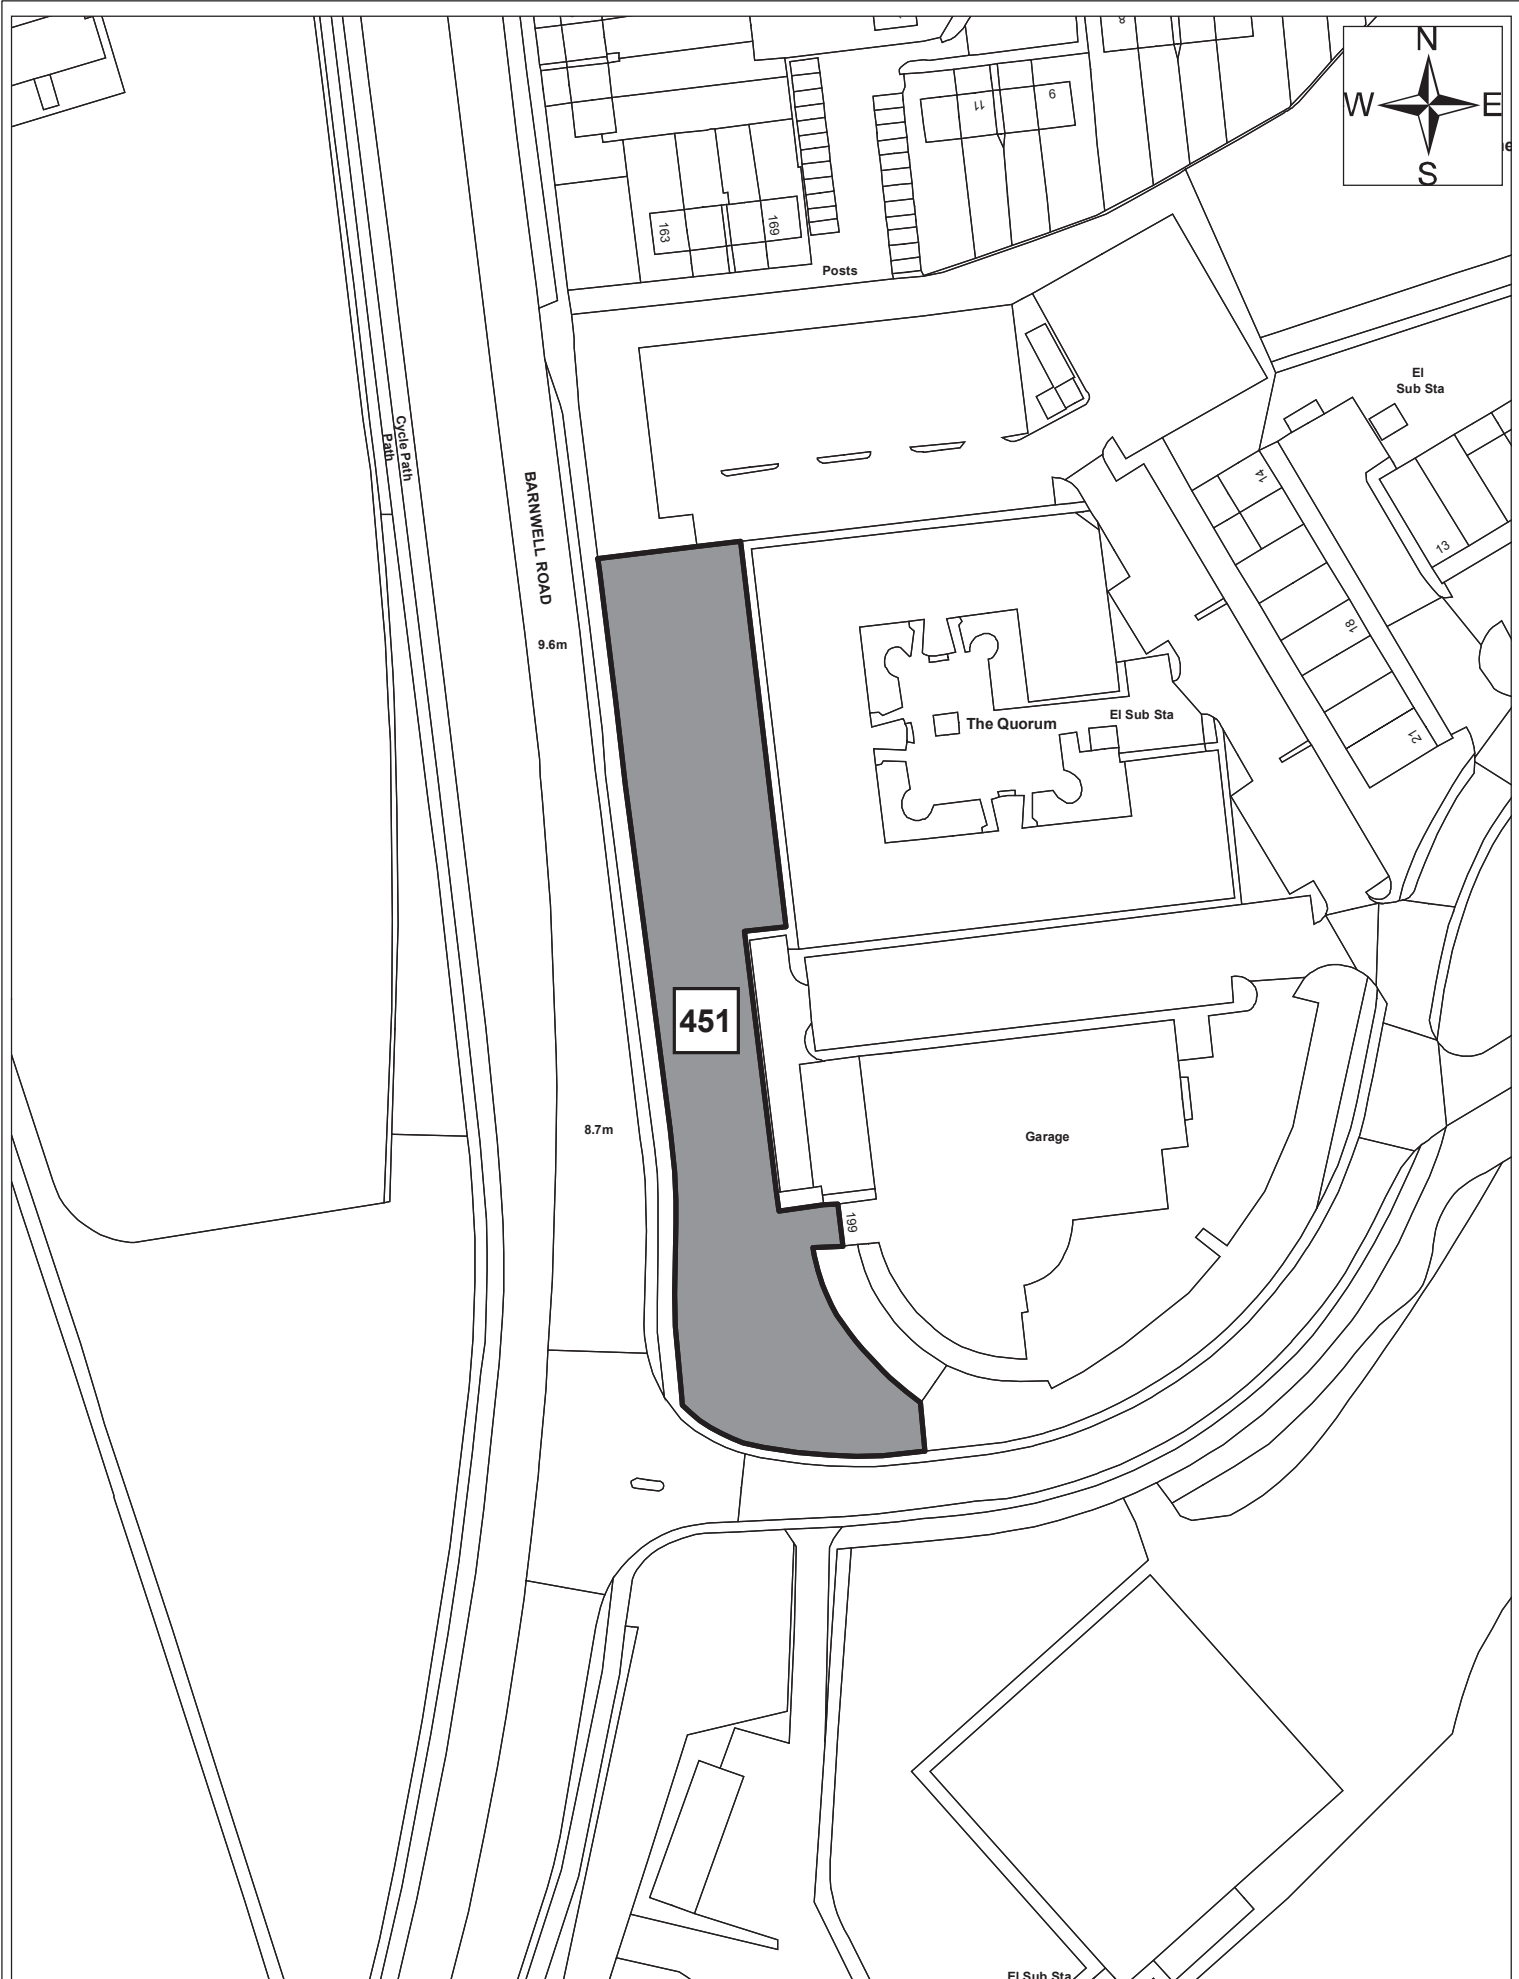 8
N
W
E
S
11
9
163
169
Posts
El
Sub Sta
Cycle Path
Path
14
BARNWELL ROAD
13
9.6m
18
The Quorum
El Sub Sta
21
451
8.7m
Garage
199
El Sub Sta